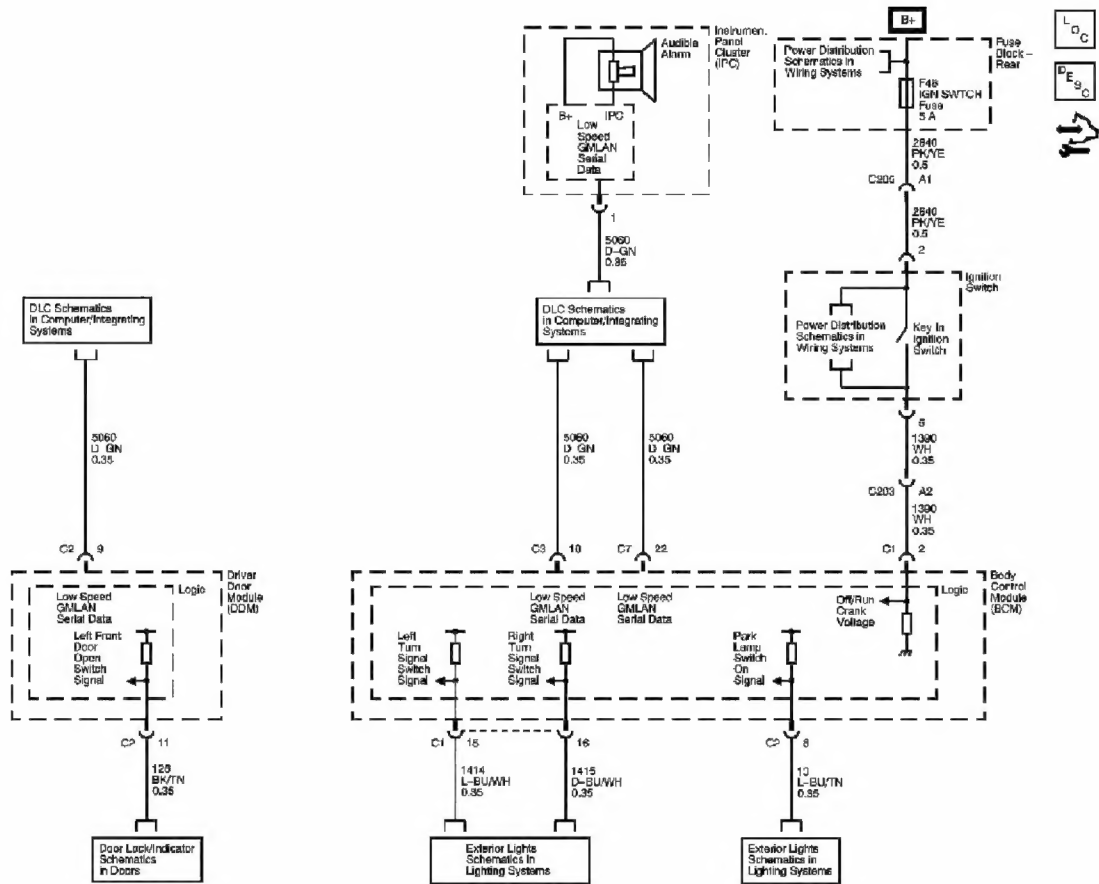 B+
L
O
C
D
E
S
C
Instrumen.
Panel
Cluster
(IPC)
Audible
Alarm
B+
IPC
Low
Speed
GMLAN
Serial
Data
1
5060
D-GN
0.35
Power Distribution
Schematics in
Wiring Systems
Fuse
Block –
Rear
F46
IGN SWTCH
Fuse
5 A
2640
PK/YE
0.5
C205
A1
2640
PK/YE
0.5
2
Ignition
Switch
Power Distribution
Schematics in
Wiring Systems
Key In
Ignition
Switch
5
1390
WH
0.35
C203
A2
1390
WH
0.35
DLC Schematics
in Computer/Integrating
Systems
DLC Schematics
in Computer/Integrating
Systems
5060
D GN
0.35
5060
D GN
0.35
5060
D GN
0.35
C2
9
C3
10
C7
22
C1
2
Driver
Door
Module
(DDM)
Logic
Low Speed
GMLAN
Serial Data
Left Front
Door
Open
Switch
Signal
Body
Control
Module
(BCM)
Logic
Low Speed
GMLAN
Serial Data
Low Speed
GMLAN
Serial Data
Off/Run
Crank
Voltage
Left
Turn
Signal
Switch
Signal
Right
Turn
Signal
Switch
Signal
Park
Lamp
Switch
On
Signal
C2
11
C1
15
16
C2
8
126
BK/TN
0.35
1414
L-BU/WH
0.35
1415
D-BU/WH
0.35
13
L-BU/TN
0.35
Door Lock/Indicator
Schematics
in Doors
Exterior Lights
Schematics in
Lighting Systems
Exterior Lights
Schematics in
Lighting Systems